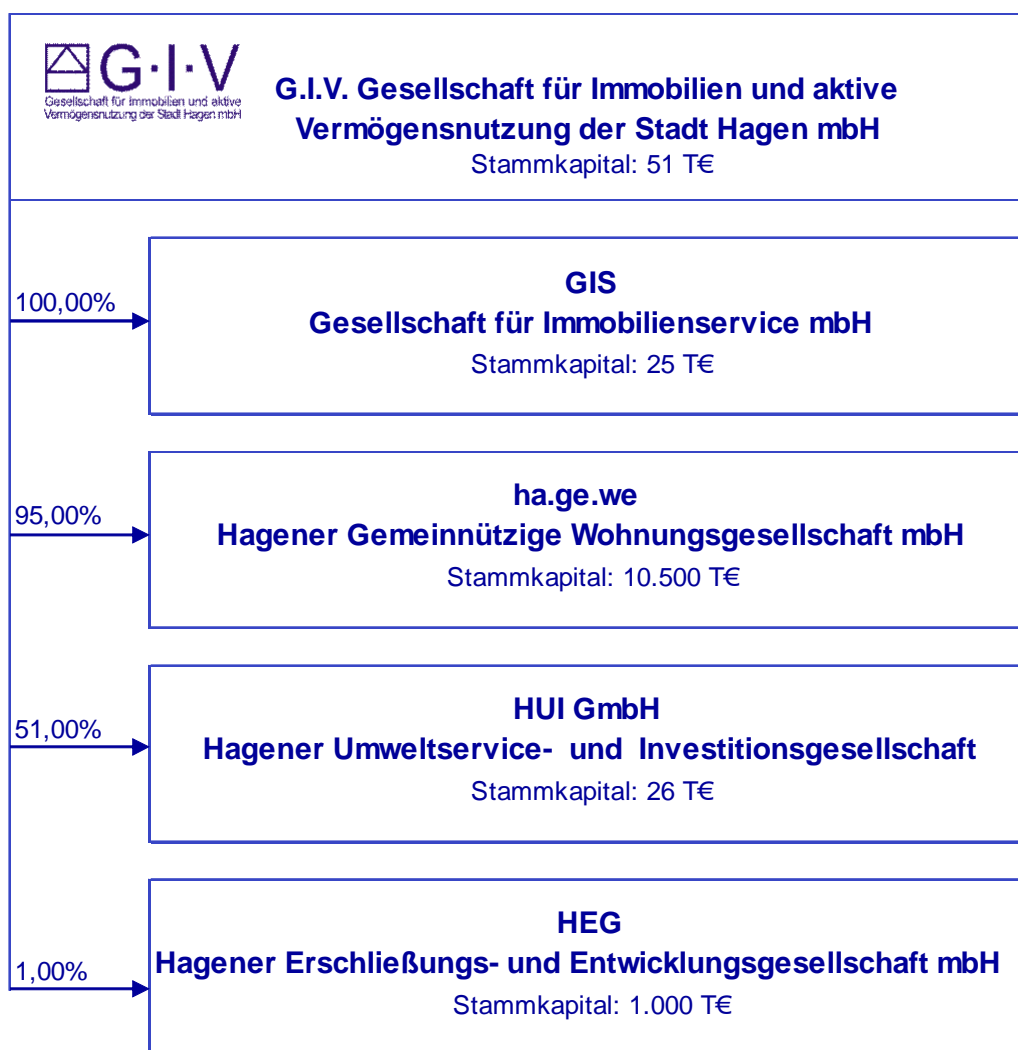 G·I·V
Gesellschaft für Immobilien und aktive
Vermögensnutzung der Stadt Hagen mbH
G.I.V. Gesellschaft für Immobilien und aktive
Vermögensnutzung der Stadt Hagen mbH
Stammkapital: 51 T€
100,00%
GIS
Gesellschaft für Immobilienservice mbH
Stammkapital: 25 T€
95,00%
ha.ge.we
Hagener Gemeinnützige Wohnungsgesellschaft mbH
Stammkapital: 10.500 T€
51,00%
HUI GmbH
Hagener Umweltservice- und Investitionsgesellschaft
Stammkapital: 26 T€
1,00%
HEG
Hagener Erschließungs- und Entwicklungsgesellschaft mbH
Stammkapital: 1.000 T€